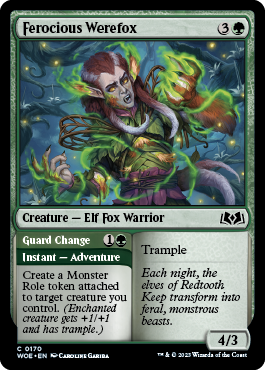 Ferocious Werefox 3
Creature — Elf Fox Warrior
Guard Change 1
Instant — Adventure
Create a Monster
Role token attached
to target creature you
control. (Enchanted
creature gets +1/+1
and has trample.)
Trample
Each night, the
elves of Redtooth
Keep transform into
feral, monstrous
beasts.
4/3
C 0170
WOE • EN Caroline Gariba
™ & © 2023 Wizards of the Coast